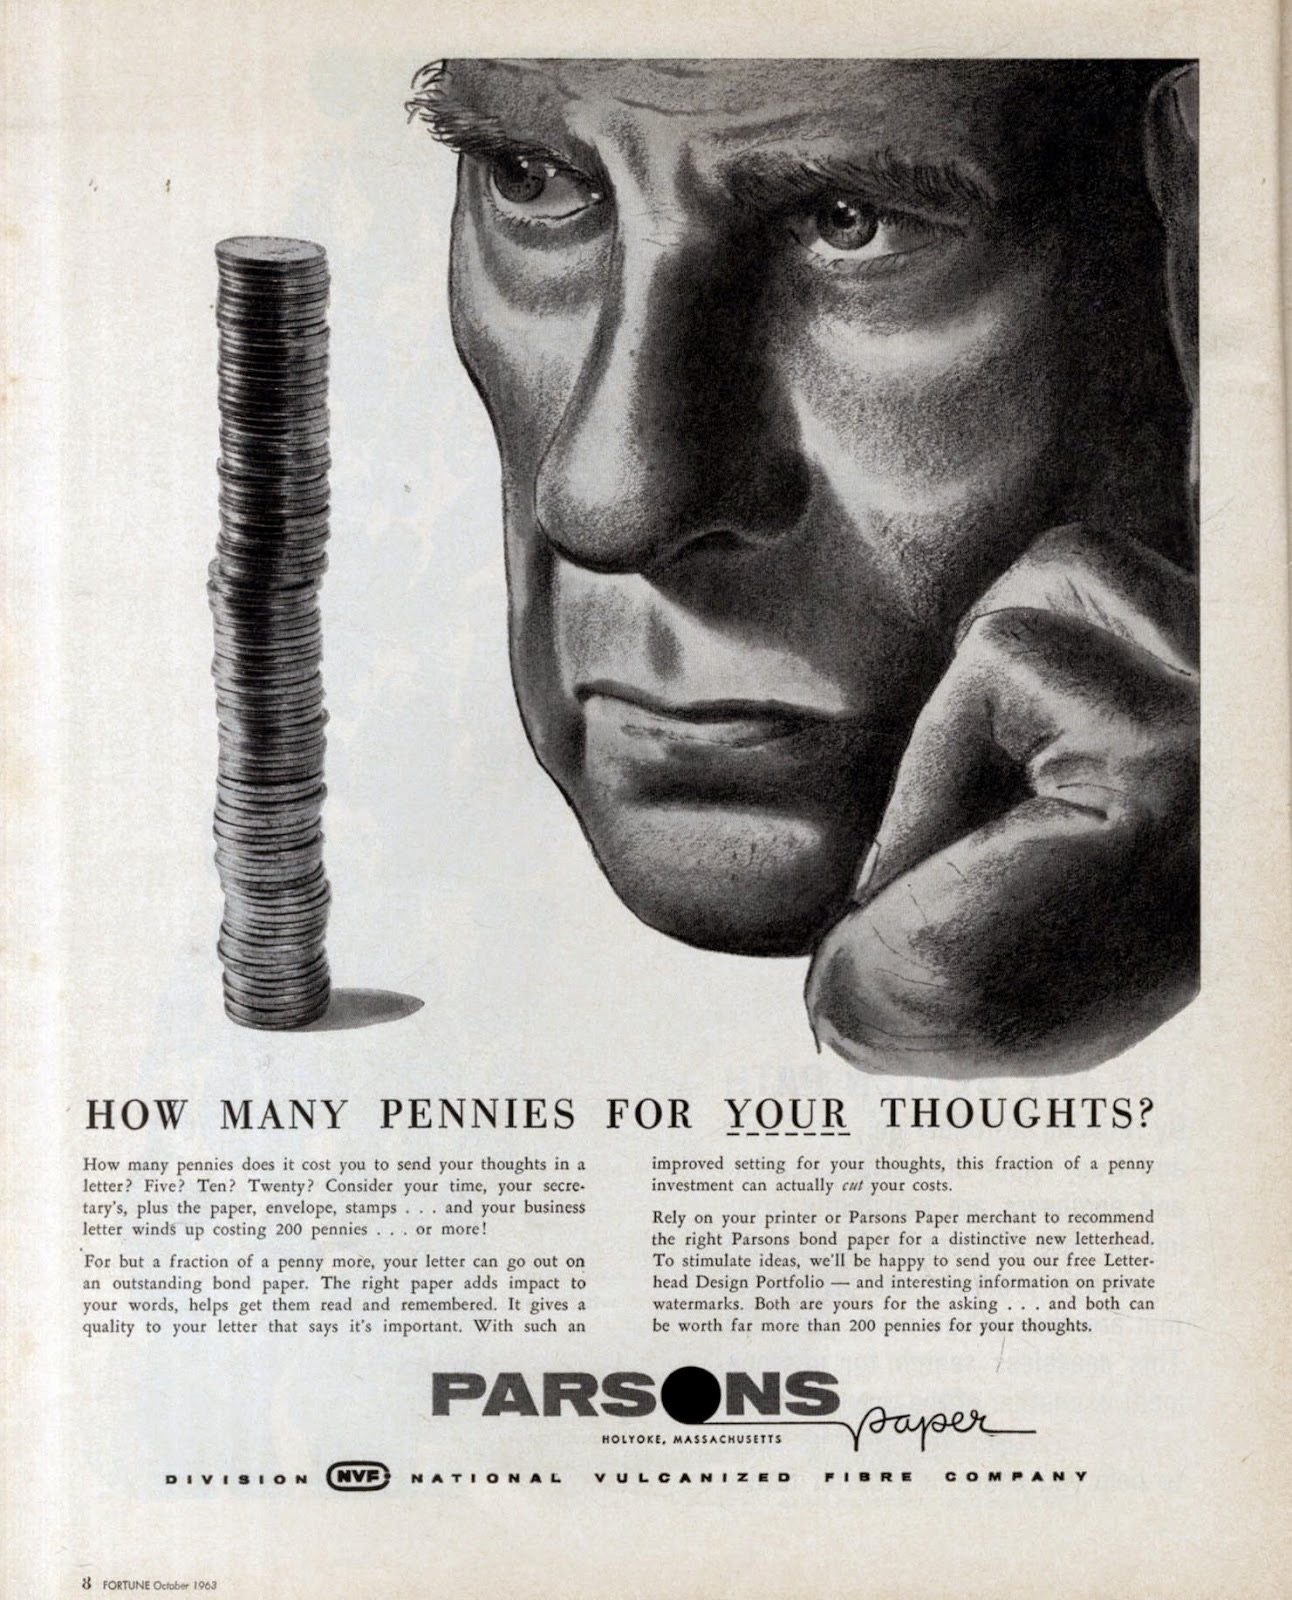 HOW MANY PENNIES FOR YOUR THOUGHTS?
How many pennies does it cost you to send your thoughts in a
letter? Five? Ten? Twenty? Consider your time, your secre-
tary's, plus the paper, envelope, stamps . . . and your business
letter winds up costing 200 pennies . . . or more!
For but a fraction of a penny more, your letter can go out on
an outstanding bond paper. The right paper adds impact to
your words, helps get them read and remembered. It gives a
quality to your letter that says it's important. With such an
improved setting for your thoughts, this fraction of a penny
investment can actually cut your costs.
Rely on your printer or Parsons Paper merchant to recommend
the right Parsons bond paper for a distinctive new letterhead.
To stimulate ideas, we'll be happy to send you our free Letter-
head Design Portfolio — and interesting information on private
watermarks. Both are yours for the asking . . . and both can
be worth far more than 200 pennies for your thoughts.
PARSONS paper
HOLYOKE, MASSACHUSETTS
DIVISION NVF NATIONAL VULCANIZED FIBRE COMPANY
8 FORTUNE October 1963